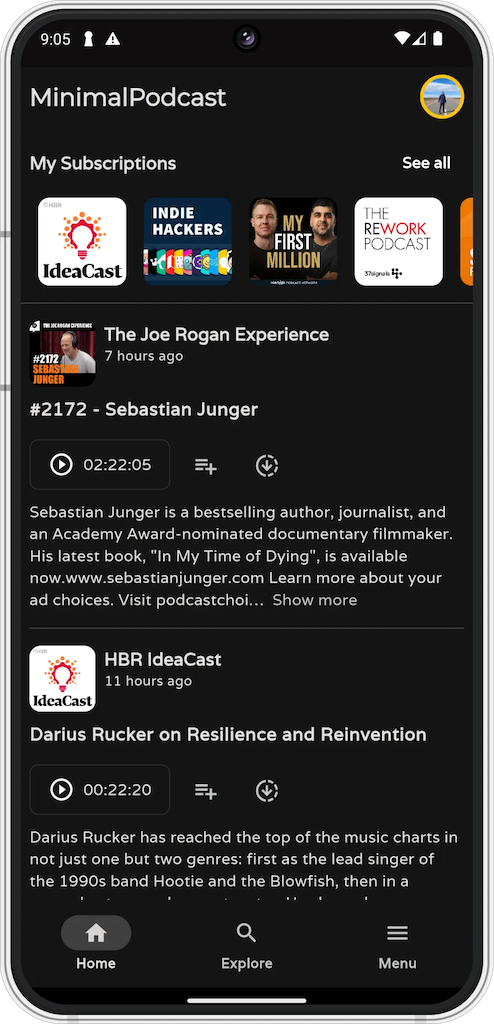 9:05
MinimalPodcast
My Subscriptions
See all
HBR
IdeaCast
INDIE
HACKERS
MY
FIRST
MILLION
HubSpot PODCAST NETWORK
THE
REWORK
PODCAST
37signals
THE JOE ROGAN EXPERIENCE
#2172
SEBASTIAN
JUNGER
The Joe Rogan Experience
7 hours ago
#2172 - Sebastian Junger
02:22:05
Sebastian Junger is a bestselling author, journalist, and
an Academy Award-nominated documentary filmmaker.
His latest book, "In My Time of Dying", is available
now.www.sebastianjunger.com Learn more about your
ad choices. Visit podcastchoi... Show more
HBR
IdeaCast
HBR IdeaCast
11 hours ago
Darius Rucker on Resilience and Reinvention
00:22:20
Darius Rucker has reached the top of the music charts in
not just one but two genres: first as the lead singer of
the 1990s band Hootie and the Blowfish, then in a
Home
Explore
Menu